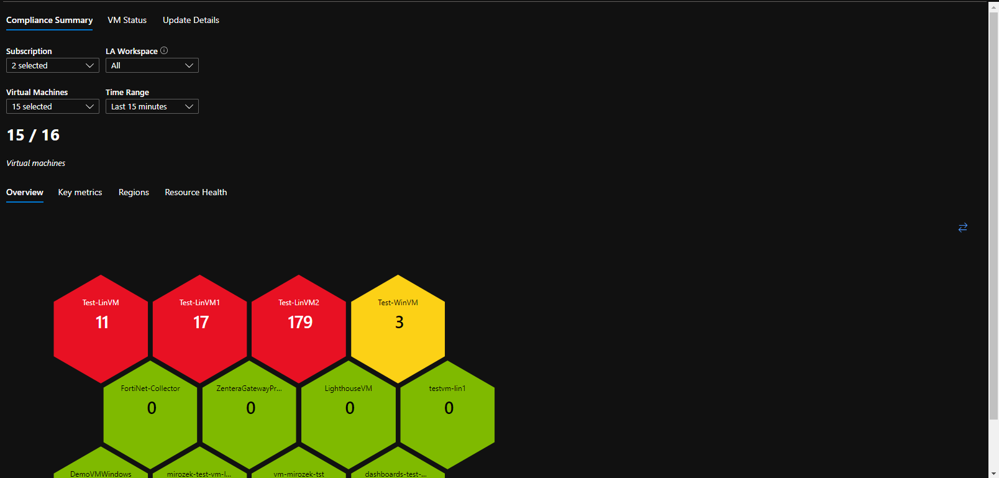 Compliance Summary VM Status Update Details
Subscription LA Workspace
2 selected All
Virtual Machines Time Range
15 selected Last 15 minutes
15 / 16
Virtual machines
Overview Key metrics Regions Resource Health
Test-LinVM Test-LinVM1 Test-LinVM2 Test-WinVM
11 17 179 3
FortiNet-Collector ZenteraGatewayPr... LighthouseVM testvm-lin1
0 0 0 0
DemoVMWindows mirozek-test-vm-l... vm-mirozek-tst dashboards-test-...